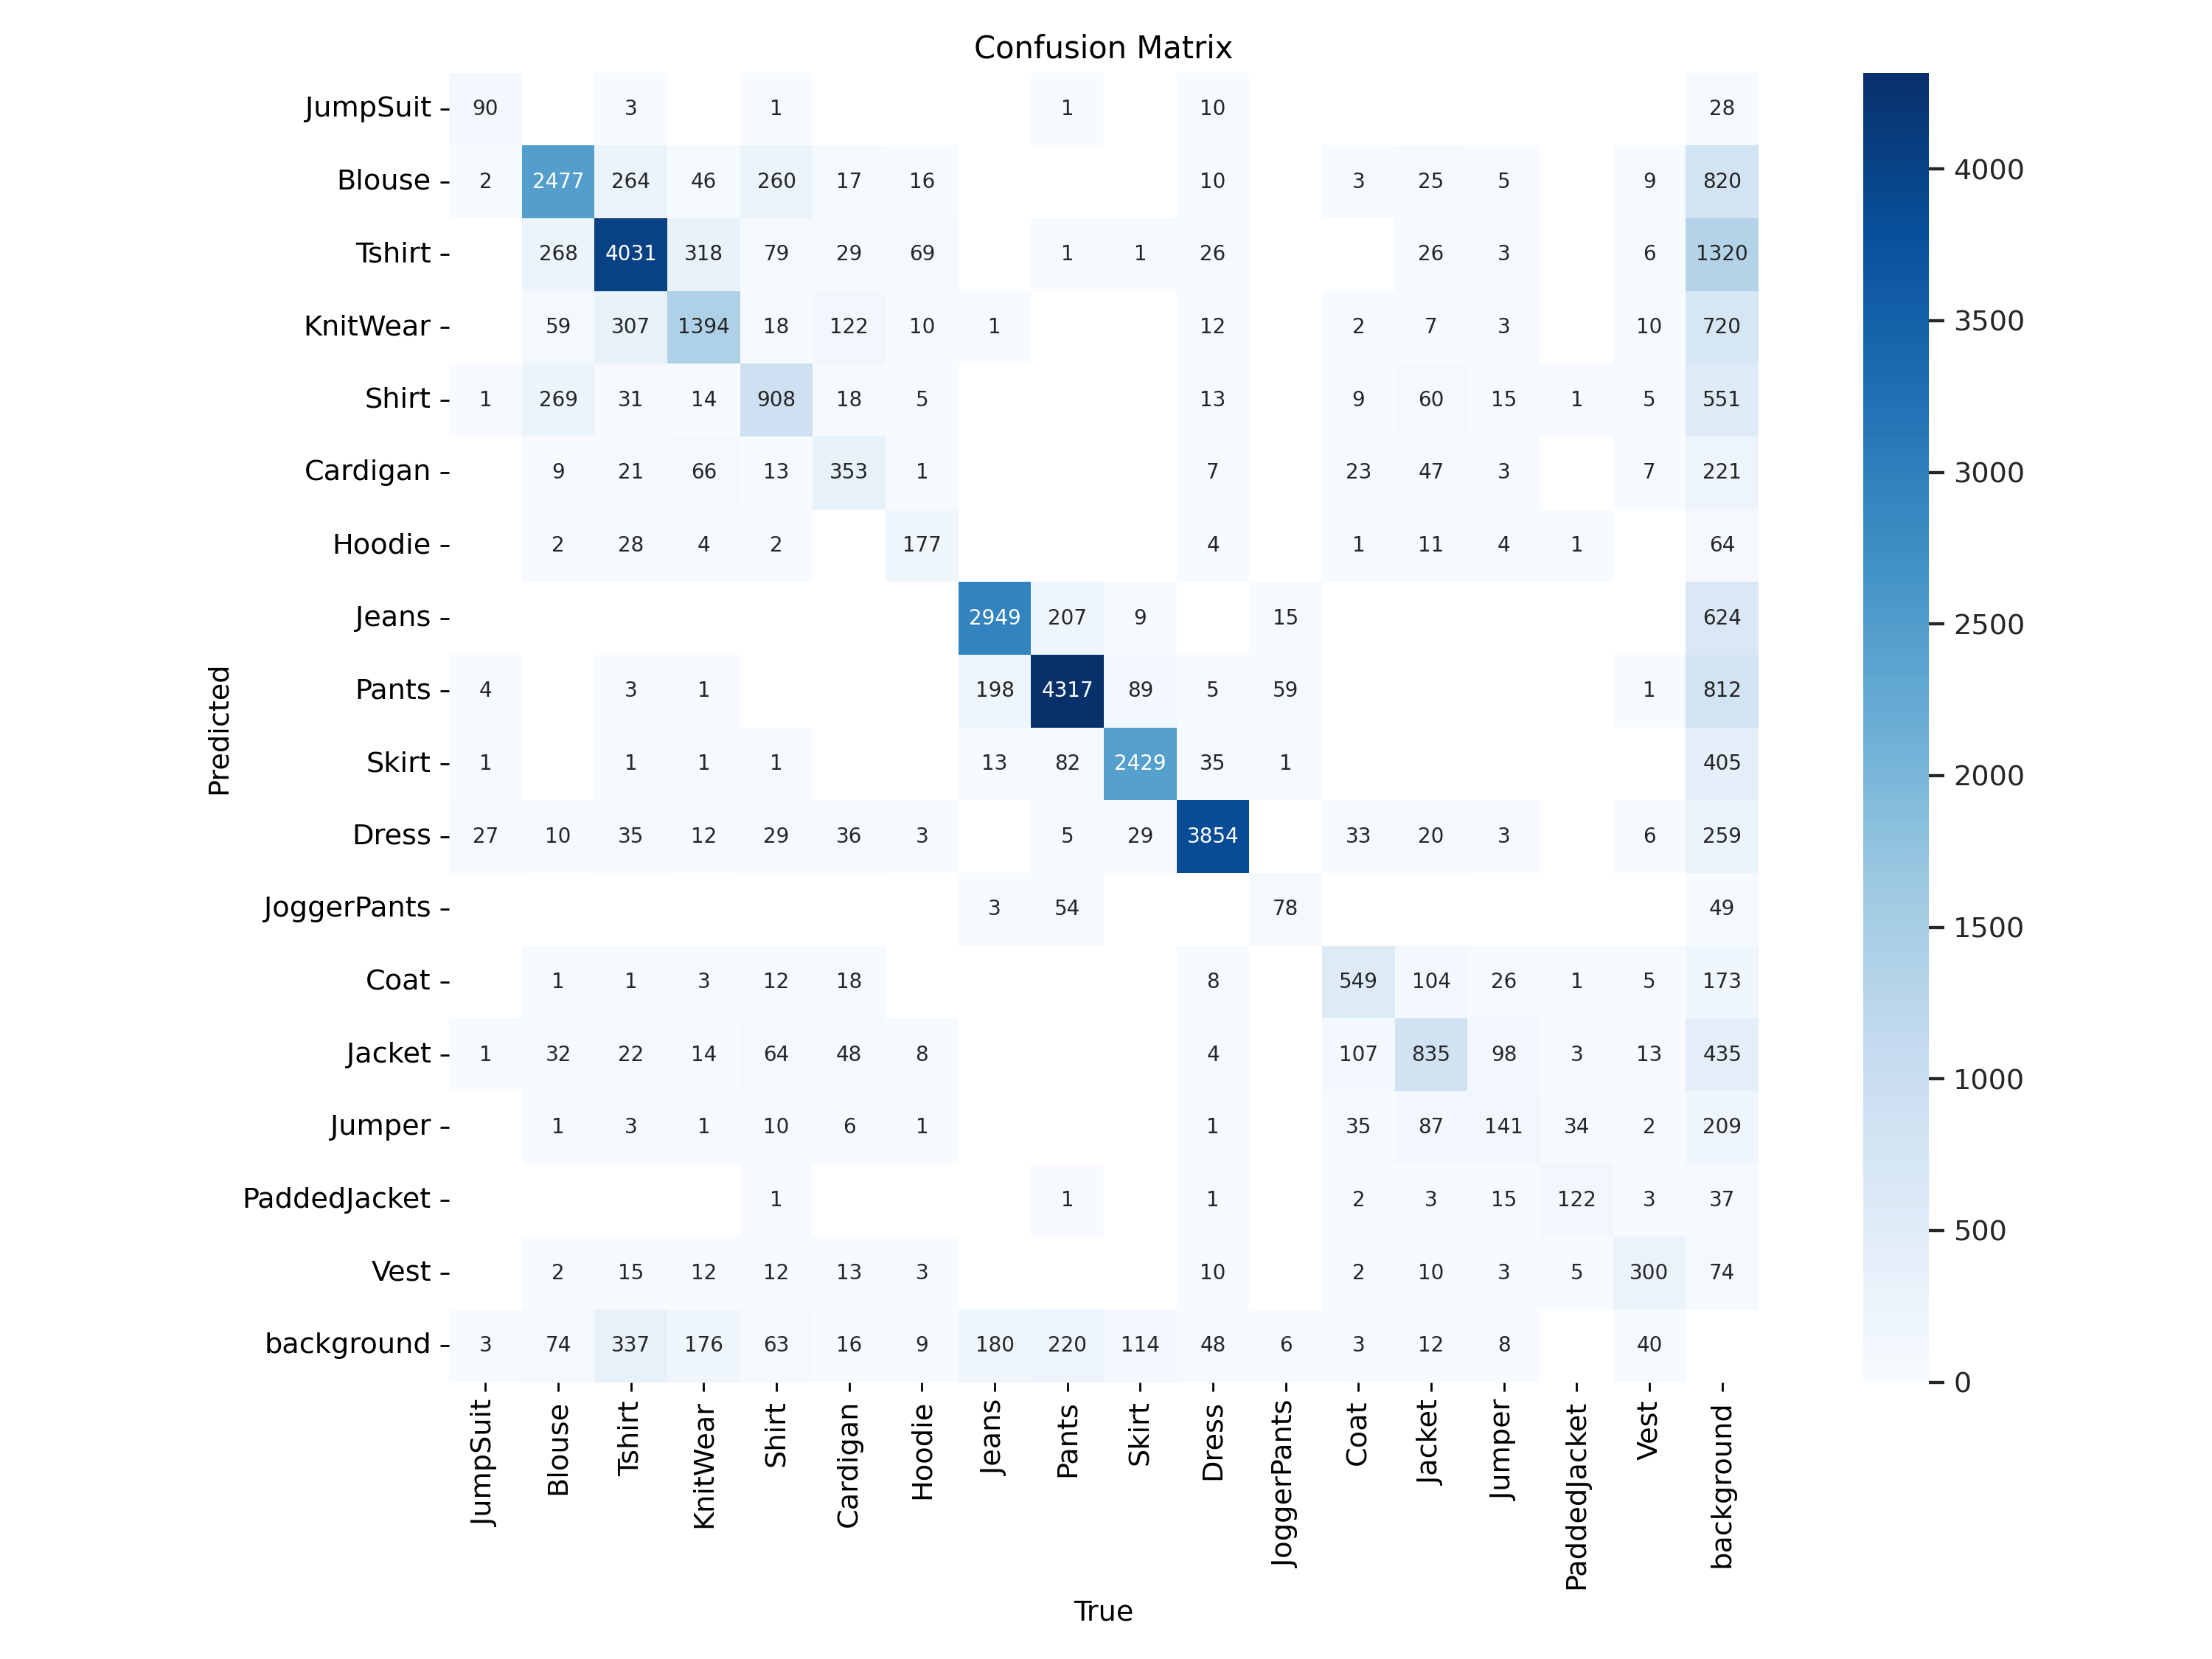 Confusion Matrix
JumpSuit 90 3 1 1 10 28
Blouse 2 2477 264 46 260 17 16 10 3 25 5 9 820
Tshirt 268 4031 318 79 29 69 1 1 26 26 3 6 1320
KnitWear 59 307 1394 18 122 10 1 12 2 7 3 10 720
Shirt 1 269 31 14 908 18 5 13 9 60 15 1 5 551
Cardigan 9 21 66 13 353 1 7 23 47 3 7 221
Hoodie 2 28 4 2 177 4 1 11 4 1 64
Jeans 2949 207 9 15 624
Pants 4 3 1 198 4317 89 5 59 1 812
Skirt 1 1 1 1 13 82 2429 35 1 405
Dress 27 10 35 12 29 36 3 5 29 3854 33 20 3 6 259
JoggerPants 3 54 78 49
Coat 1 1 3 12 18 8 549 104 26 1 5 173
Jacket 1 32 22 14 64 48 8 4 107 835 98 3 13 435
Jumper 1 3 1 10 6 1 1 35 87 141 34 2 209
PaddedJacket 1 1 1 2 3 15 122 3 37
Vest 2 15 12 12 13 3 10 2 10 3 5 300 74
background 3 74 337 176 63 16 9 180 220 114 48 6 3 12 8 40
JumpSuit Blouse Tshirt KnitWear Shirt Cardigan Hoodie Jeans Pants Skirt Dress JoggerPants Coat Jacket Jumper PaddedJacket Vest background
True
Predicted
4000
3500
3000
2500
2000
1500
1000
500
0